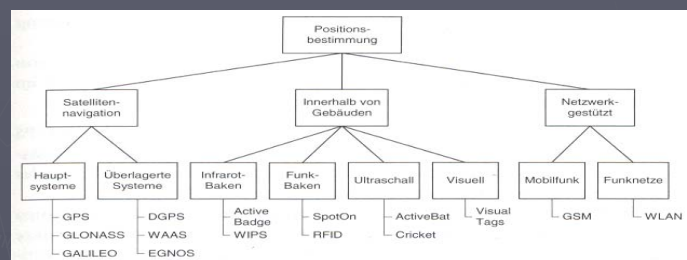 Positions-
bestimmung
Satelliten-
navigation
Innerhalb von
Gebäuden
Netzwerk-
gestützt
Haupt-
systeme
Überlagerte
Systeme
Infrarot-
Baken
Funk-
Baken
Ultraschall
Visuell
Mobilfunk
Funknetze
GPS
GLONASS
GALILEO
DGPS
WAAS
EGNOS
Active
Badge
WIPS
SpotOn
RFID
ActiveBat
Cricket
Visual
Tags
GSM
WLAN